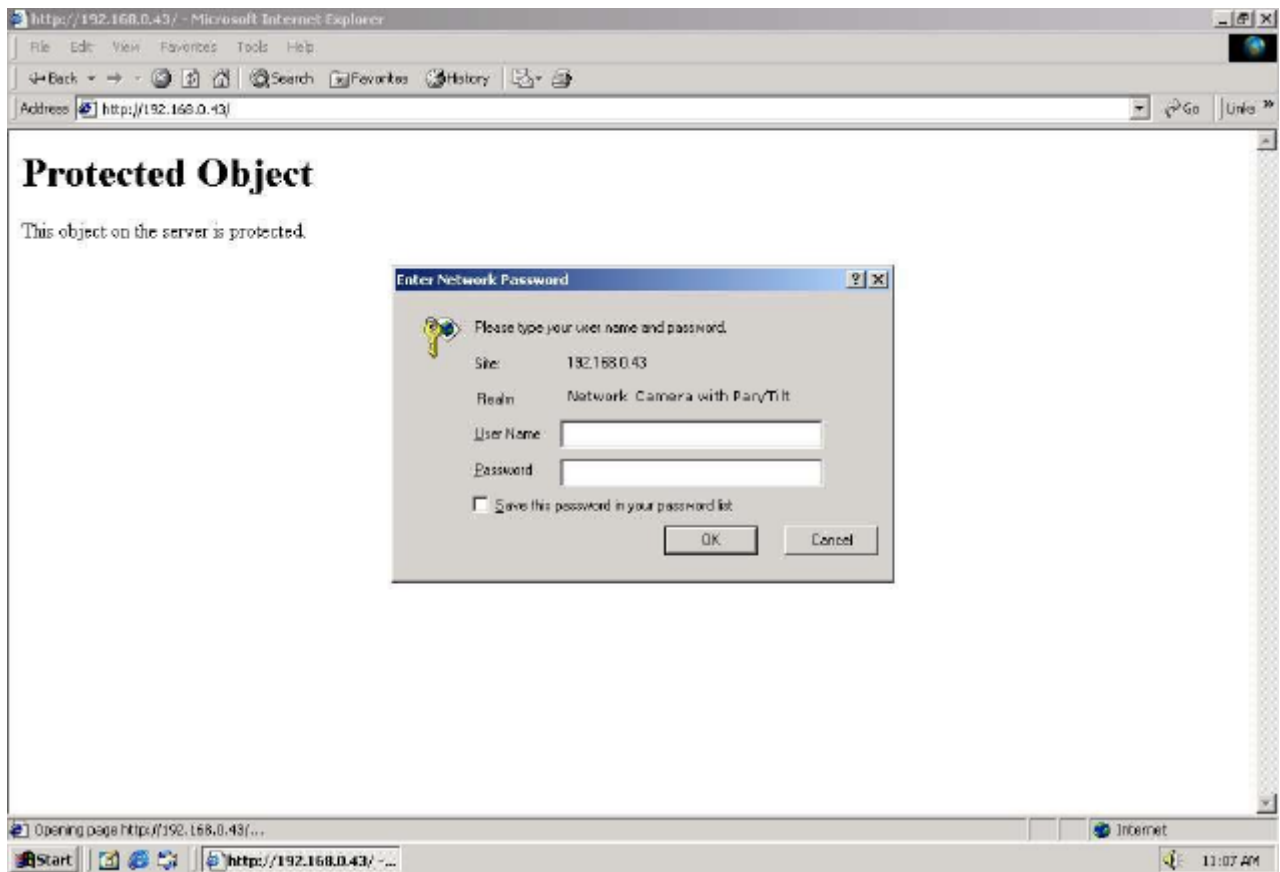 http://192.168.0.43/ - Microsoft Internet Explorer
File Edit View Favorites Tools Help
Back Search Favorites History
Address http://192.168.0.43/ Go Links »
Protected Object
This object on the server is protected.
Enter Network Password
Please type your user name and password.
Site: 192.168.0.43
Realm Network Camera with Pan/Tilt
User Name
Password
Save this password in your password list
OK Cancel
Opening page http://192.168.0.43/... Internet
Start http://192.168.0.43/ -... 11:07 AM